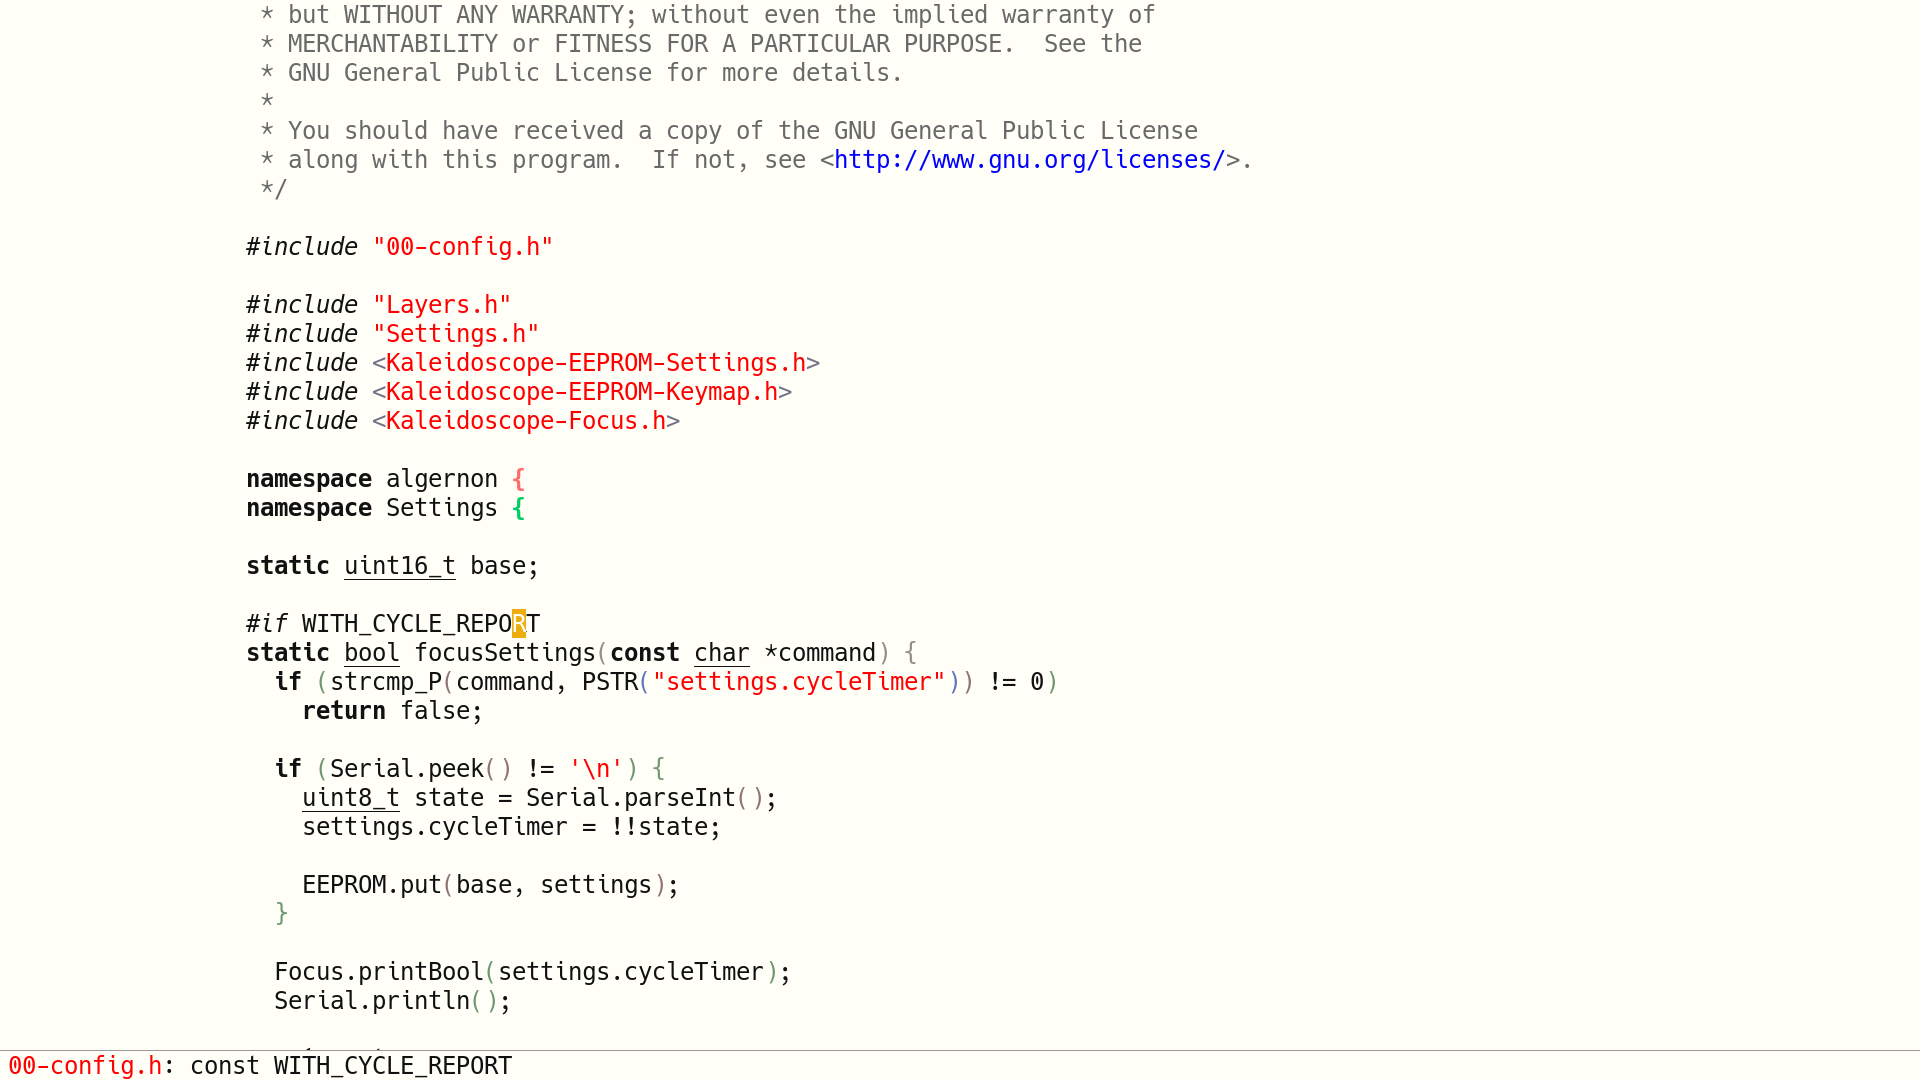 * but WITHOUT ANY WARRANTY; without even the implied warranty of
 * MERCHANTABILITY or FITNESS FOR A PARTICULAR PURPOSE.  See the
 * GNU General Public License for more details.
 *
 * You should have received a copy of the GNU General Public License
 * along with this program.  If not, see <http://www.gnu.org/licenses/>.
 */

#include "00-config.h"

#include "Layers.h"
#include "Settings.h"
#include <Kaleidoscope-EEPROM-Settings.h>
#include <Kaleidoscope-EEPROM-Keymap.h>
#include <Kaleidoscope-Focus.h>

namespace algernon {
namespace Settings {

static uint16_t base;

#if WITH_CYCLE_REPORT
static bool focusSettings(const char *command) {
  if (strcmp_P(command, PSTR("settings.cycleTimer")) != 0)
    return false;

  if (Serial.peek() != '\n') {
    uint8_t state = Serial.parseInt();
    settings.cycleTimer = !!state;

    EEPROM.put(base, settings);
  }

  Focus.printBool(settings.cycleTimer);
  Serial.println();

00-config.h: const WITH_CYCLE_REPORT